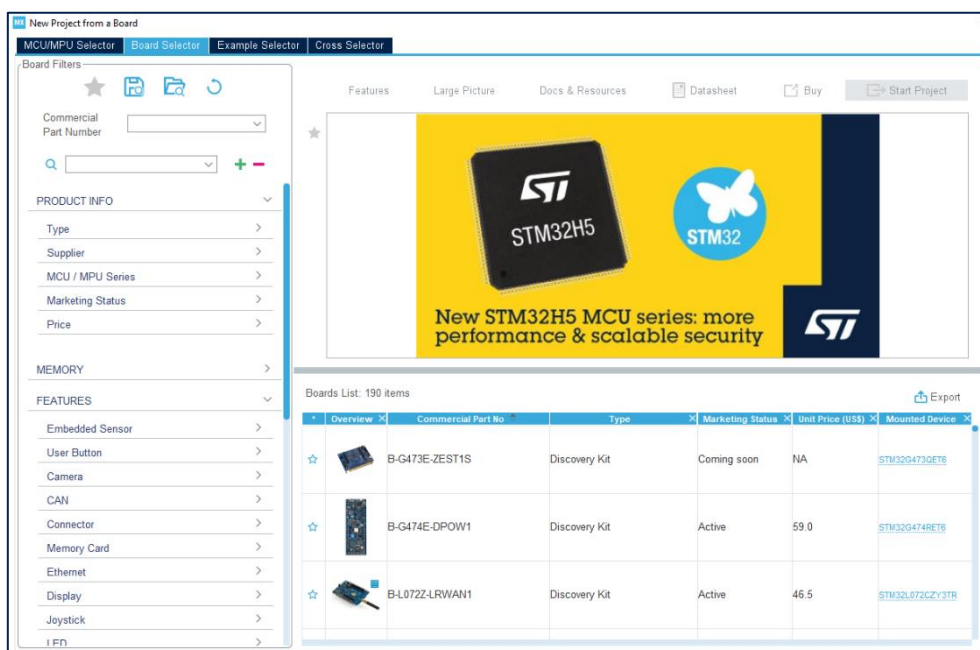 MX New Project from a Board
MCU/MPU Selector Board Selector Example Selector Cross Selector
Board Filters
Commercial
Part Number
PRODUCT INFO
Type
Supplier
MCU / MPU Series
Marketing Status
Price
MEMORY
FEATURES
Embedded Sensor
User Button
Camera
CAN
Connector
Memory Card
Ethernet
Display
Joystick
LED
Features Large Picture Docs & Resources Datasheet Buy Start Project
ST
STM32H5
STM32
New STM32H5 MCU series: more
performance & scalable security
ST
Boards List: 190 items
Export
* Overview Commercial Part No Type Marketing Status Unit Price (US$) Mounted Device
B-G473E-ZEST1S Discovery Kit Coming soon NA STM32G473QET6
B-G474E-DPOW1 Discovery Kit Active 59.0 STM32G474RET6
B-L072Z-LRWAN1 Discovery Kit Active 46.5 STM32L072CZY3TR